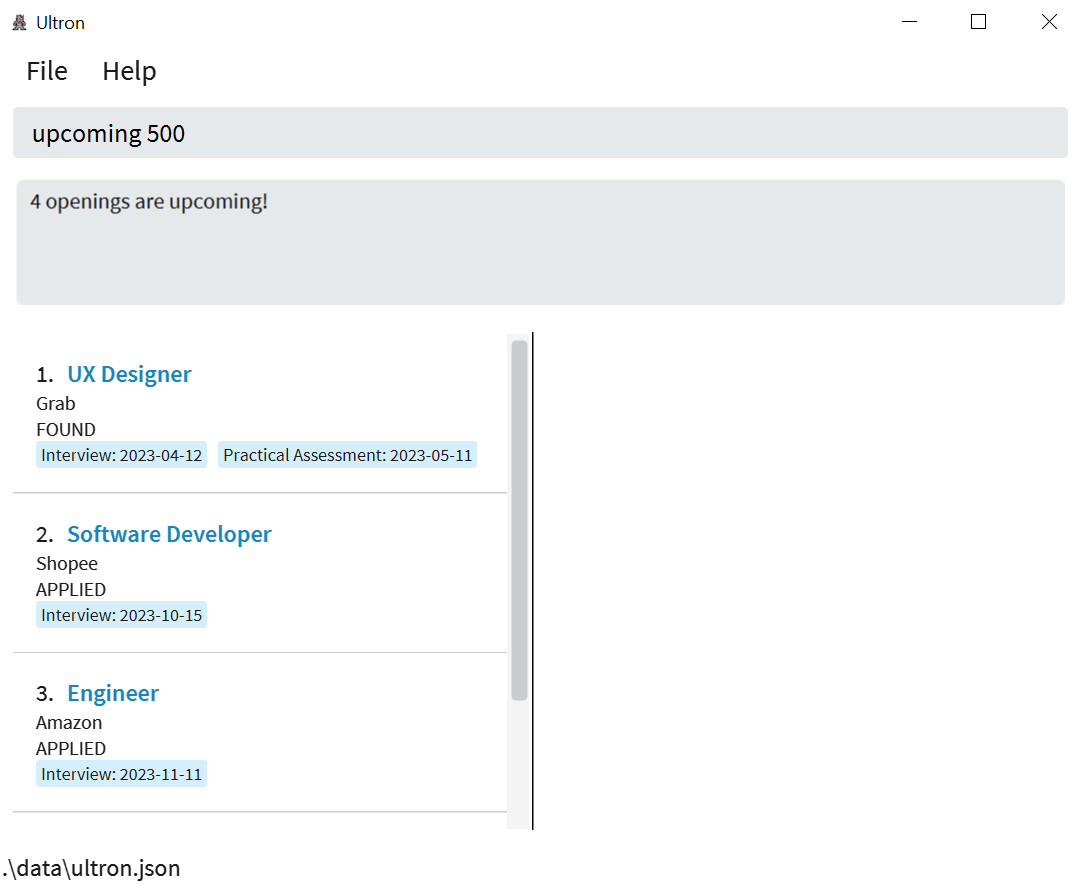 Ultron
File Help
upcoming 500
4 openings are upcoming!
1. UX Designer
Grab
FOUND
Interview: 2023-04-12 Practical Assessment: 2023-05-11
2. Software Developer
Shopee
APPLIED
Interview: 2023-10-15
3. Engineer
Amazon
APPLIED
Interview: 2023-11-11
.\data\ultron.json